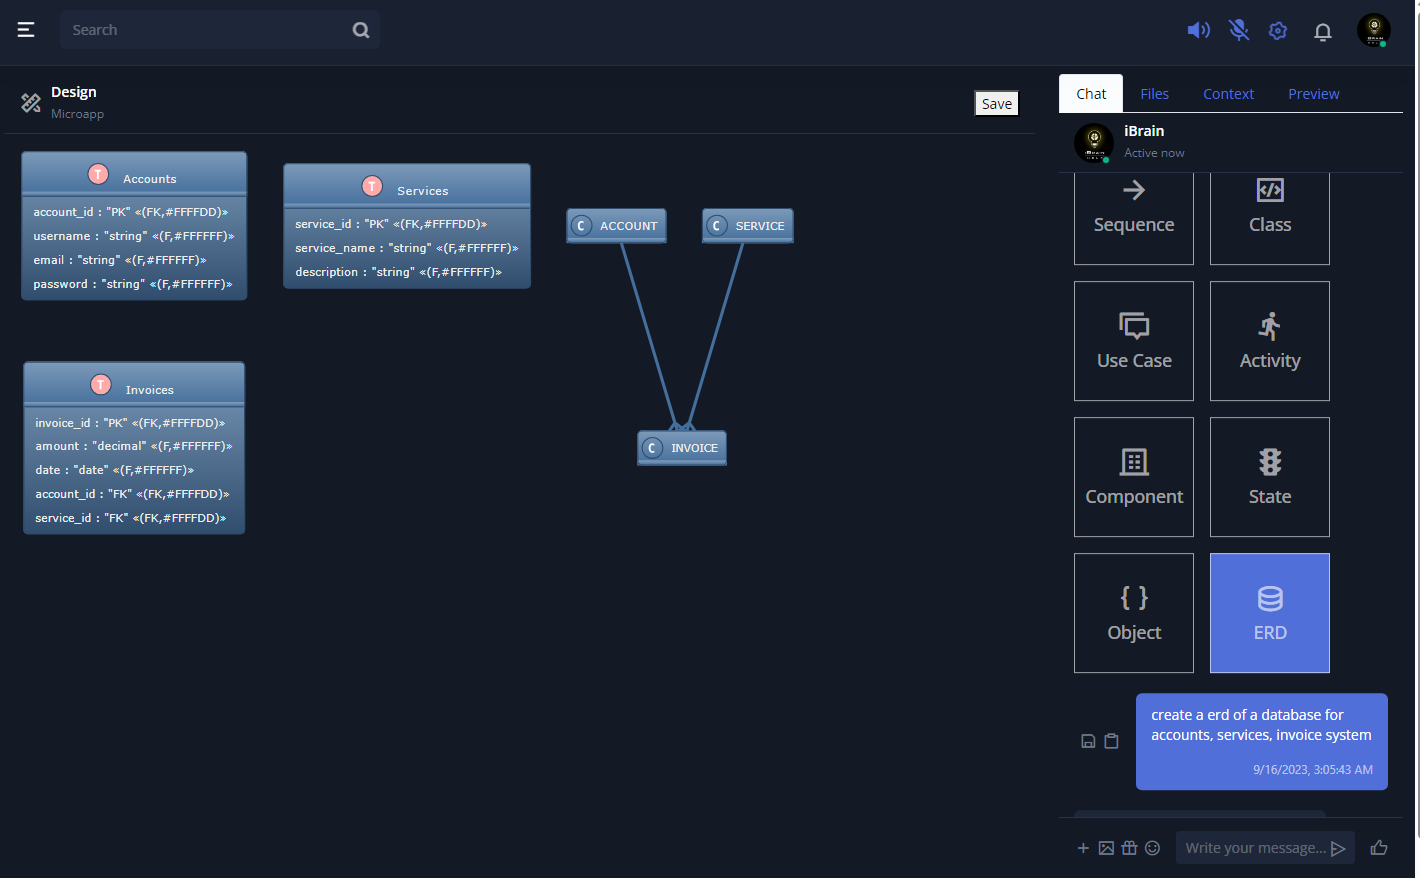 Search
Design
Microapp
Save
T Accounts
account_id : "PK" «(FK,#FFFFDD)»
username : "string" «(F,#FFFFFF)»
email : "string" «(F,#FFFFFF)»
password : "string" «(F,#FFFFFF)»
T Services
service_id : "PK" «(FK,#FFFFDD)»
service_name : "string" «(F,#FFFFFF)»
description : "string" «(F,#FFFFFF)»
C ACCOUNT
C SERVICE
T Invoices
invoice_id : "PK" «(FK,#FFFFDD)»
amount : "decimal" «(F,#FFFFFF)»
date : "date" «(F,#FFFFFF)»
account_id : "FK" «(FK,#FFFFDD)»
service_id : "FK" «(FK,#FFFFDD)»
C INVOICE
Chat Files Context Preview
iBrain
Active now
Sequence
Class
Use Case
Activity
Component
State
{ }
Object
ERD
create a erd of a database for
accounts, services, invoice system
9/16/2023, 3:05:43 AM
Write your message...